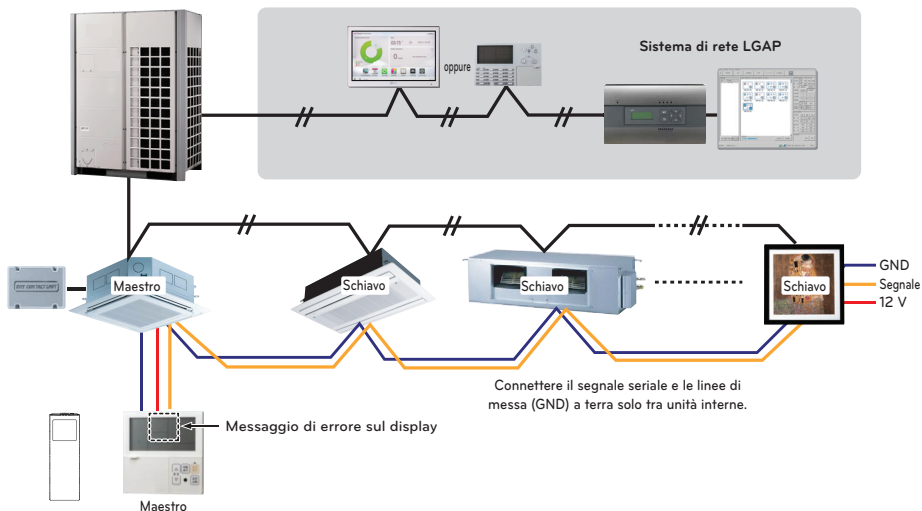 oppure
Sistema di rete LGAP
Maestro
Schiavo
Schiavo
Schiavo
GND
Segnale
12 V
Connettere il segnale seriale e le linee di
messa (GND) a terra solo tra unità interne.
Messaggio di errore sul display
Maestro